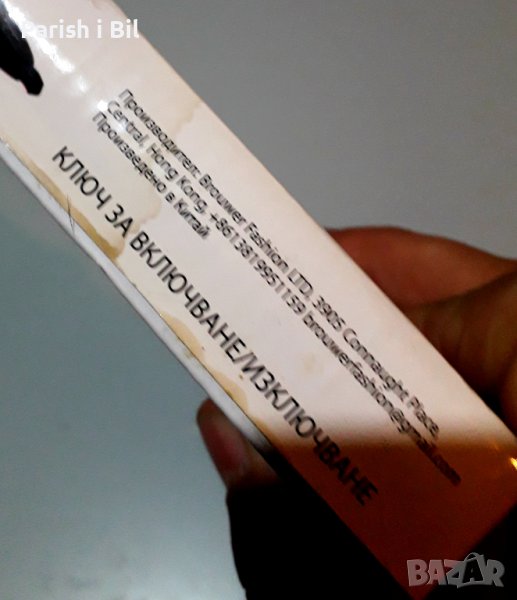 Parish i Bil
Производител: Brouwer Fashion LTD, 3905 Connaught Place,
Central, Hong Kong, +8613819951159 brouwerfashion@gmail.com
Произведено в Китай.
КЛЮЧ ЗА ВКЛЮЧВАНЕ/ИЗКЛЮЧВАНЕ
BAZAR